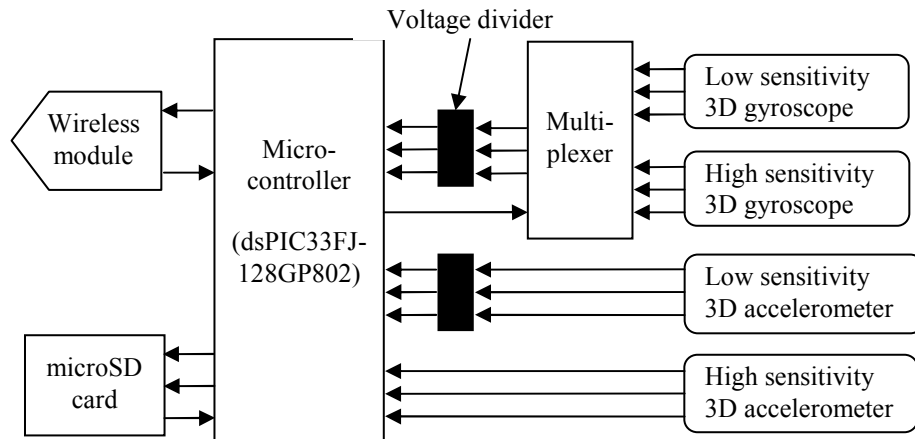 Voltage divider
Wireless
module
Micro-
controller
(dsPIC33FJ-
128GP802)
Multi-
plexer
Low sensitivity
3D gyroscope
High sensitivity
3D gyroscope
Low sensitivity
3D accelerometer
microSD
card
High sensitivity
3D accelerometer